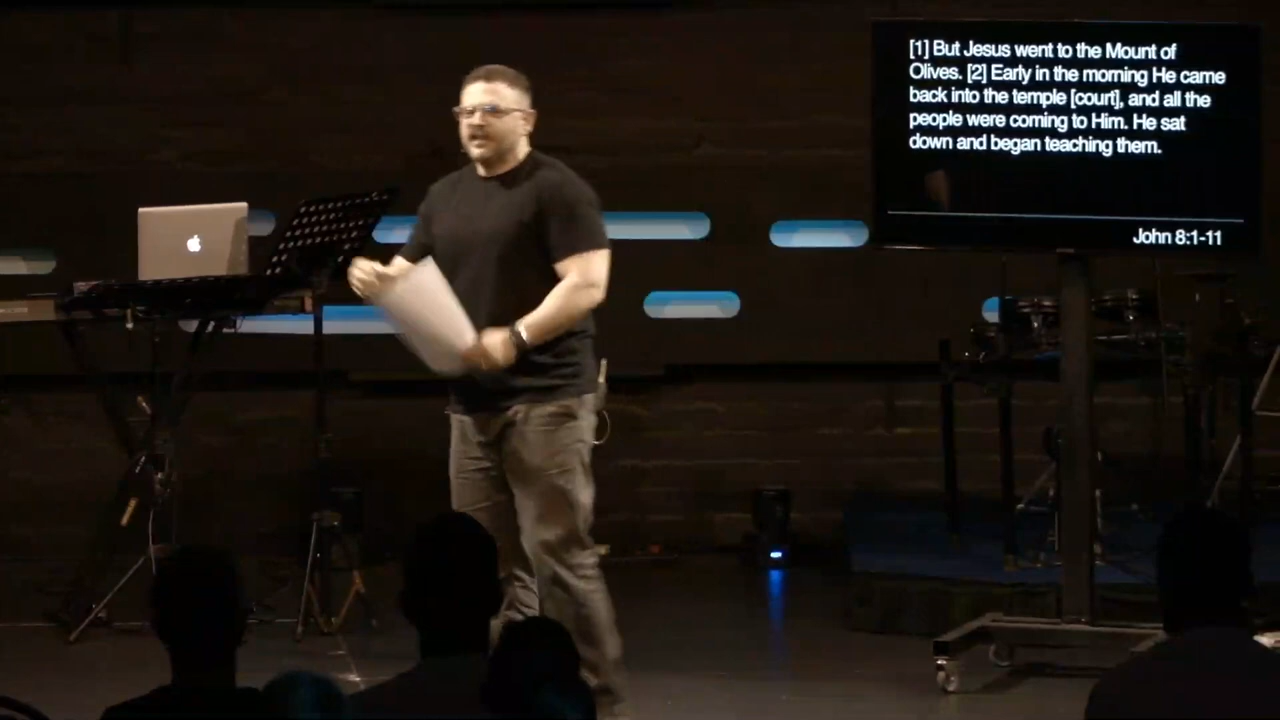 [1] But Jesus went to the Mount of
Olives. [2] Early in the morning He came
back into the temple [court], and all the
people were coming to Him. He sat
down and began teaching them.
John 8:1-11